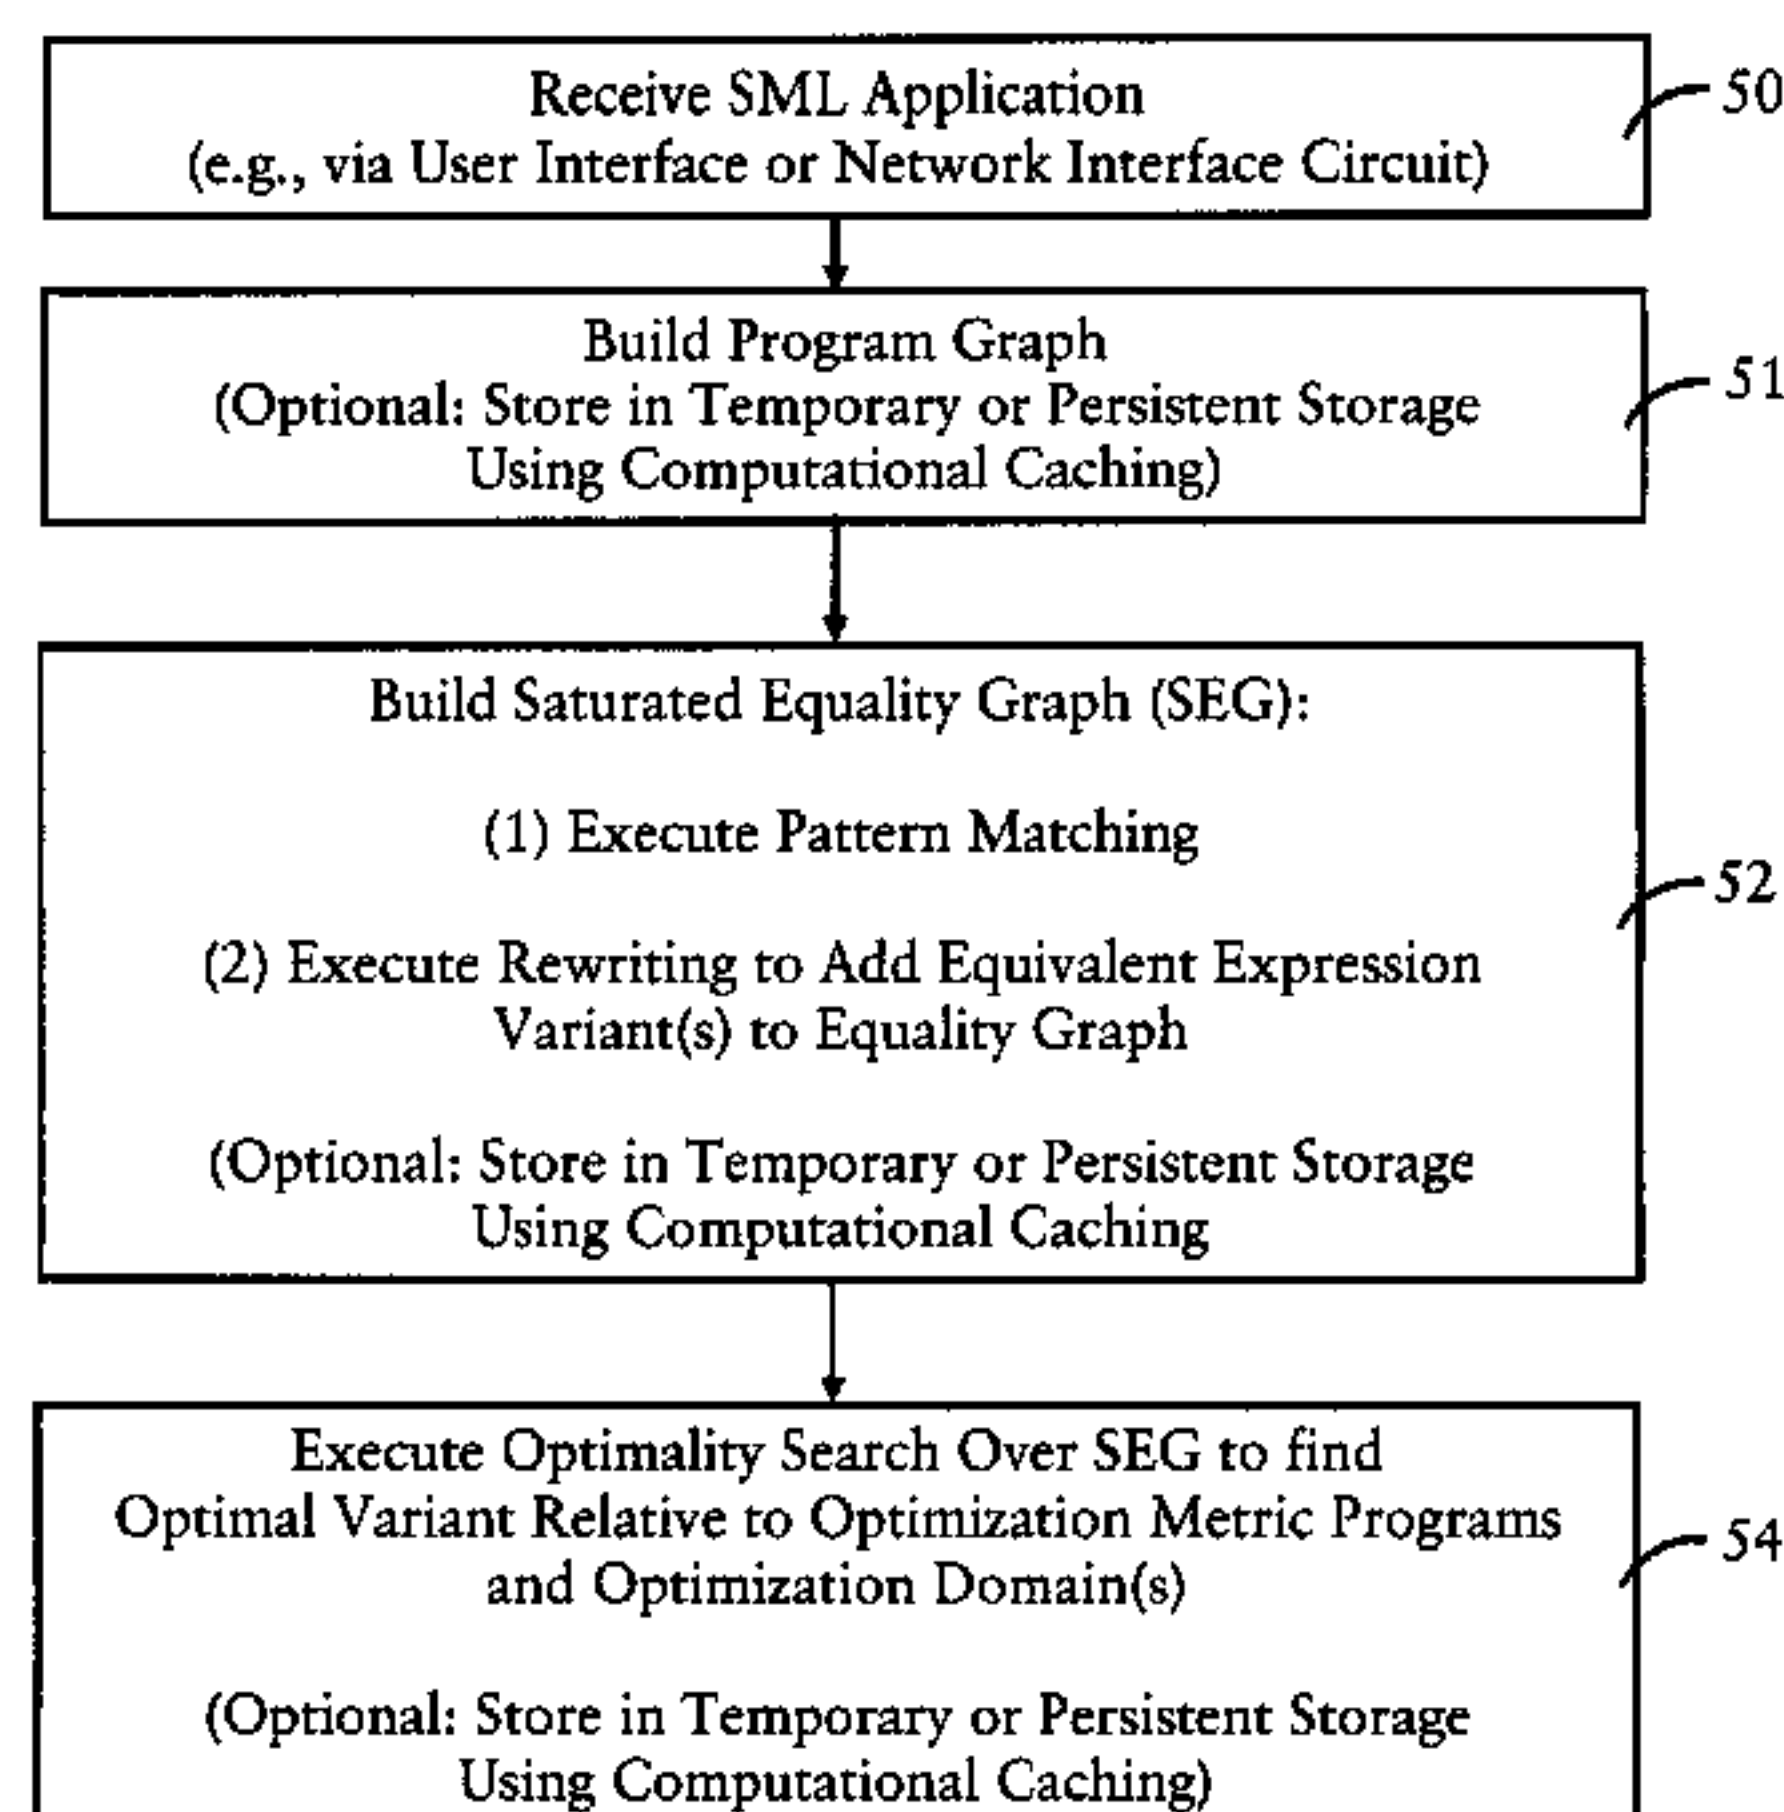 Receive SML Application
(e.g., via User Interface or Network Interface Circuit)
50
Build Program Graph
(Optional: Store in Temporary or Persistent Storage
Using Computational Caching)
51
Build Saturated Equality Graph (SEG):
(1) Execute Pattern Matching
(2) Execute Rewriting to Add Equivalent Expression
Variant(s) to Equality Graph
(Optional: Store in Temporary or Persistent Storage
Using Computational Caching
52
Execute Optimality Search Over SEG to find
Optimal Variant Relative to Optimization Metric Programs
and Optimization Domain(s)
(Optional: Store in Temporary or Persistent Storage
Using Computational Caching)
54